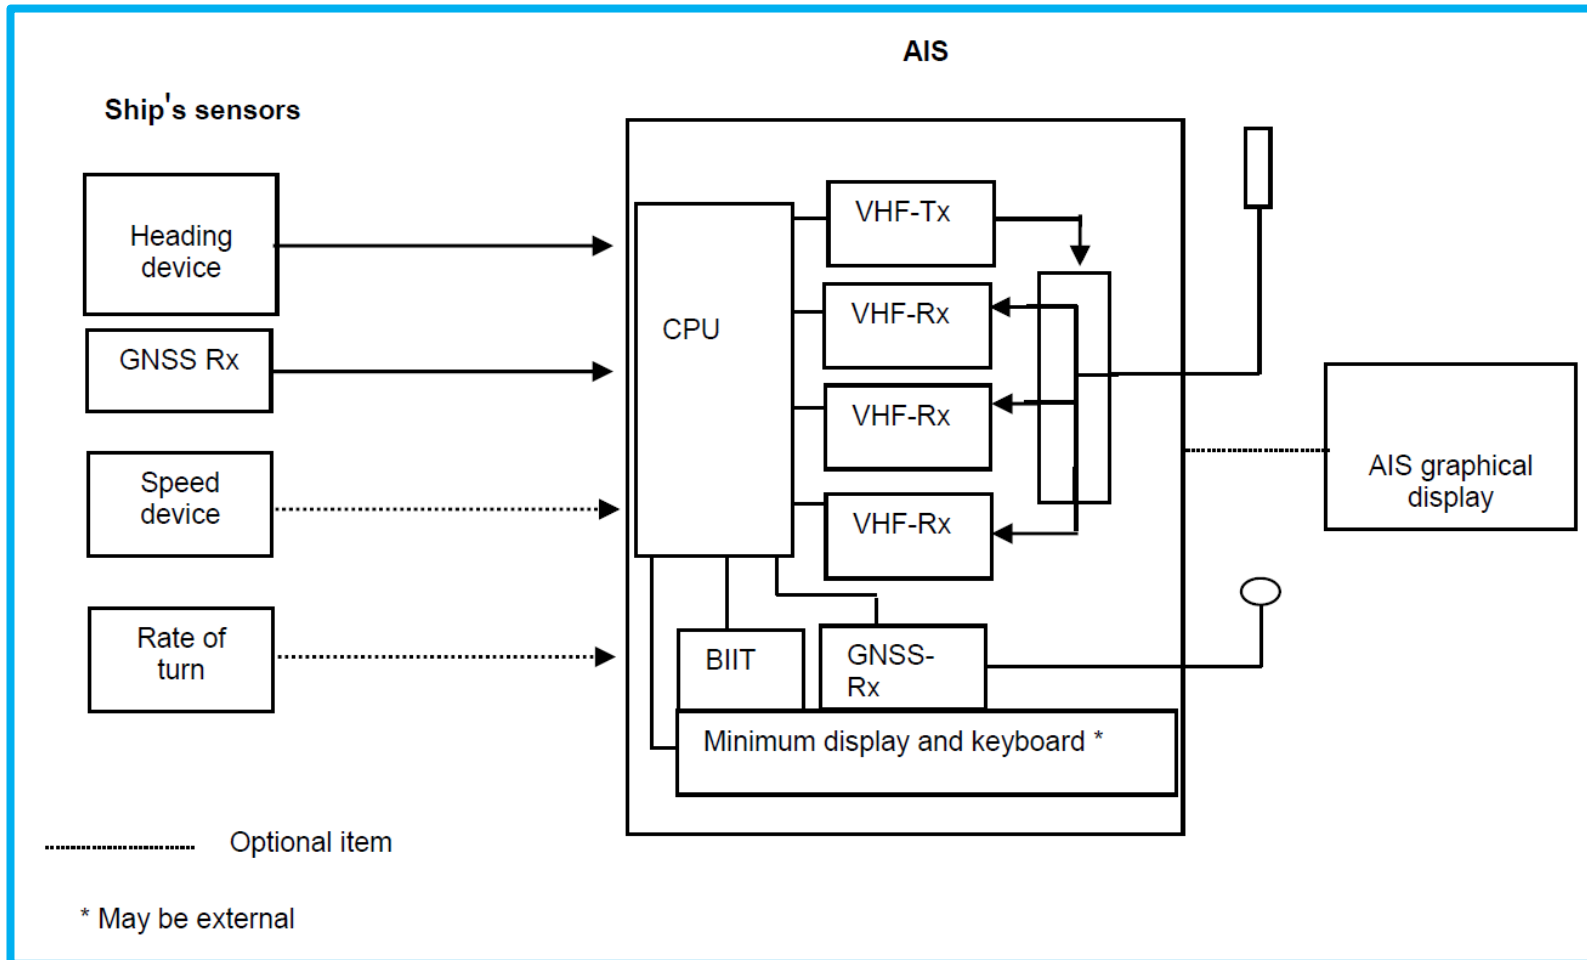 AIS
Ship's sensors
Heading
device
GNSS Rx
Speed
device
Rate of
turn
CPU
VHF-Tx
VHF-Rx
VHF-Rx
VHF-Rx
BIIT
GNSS-
Rx
Minimum display and keyboard *
AIS graphical
display
Optional item
* May be external